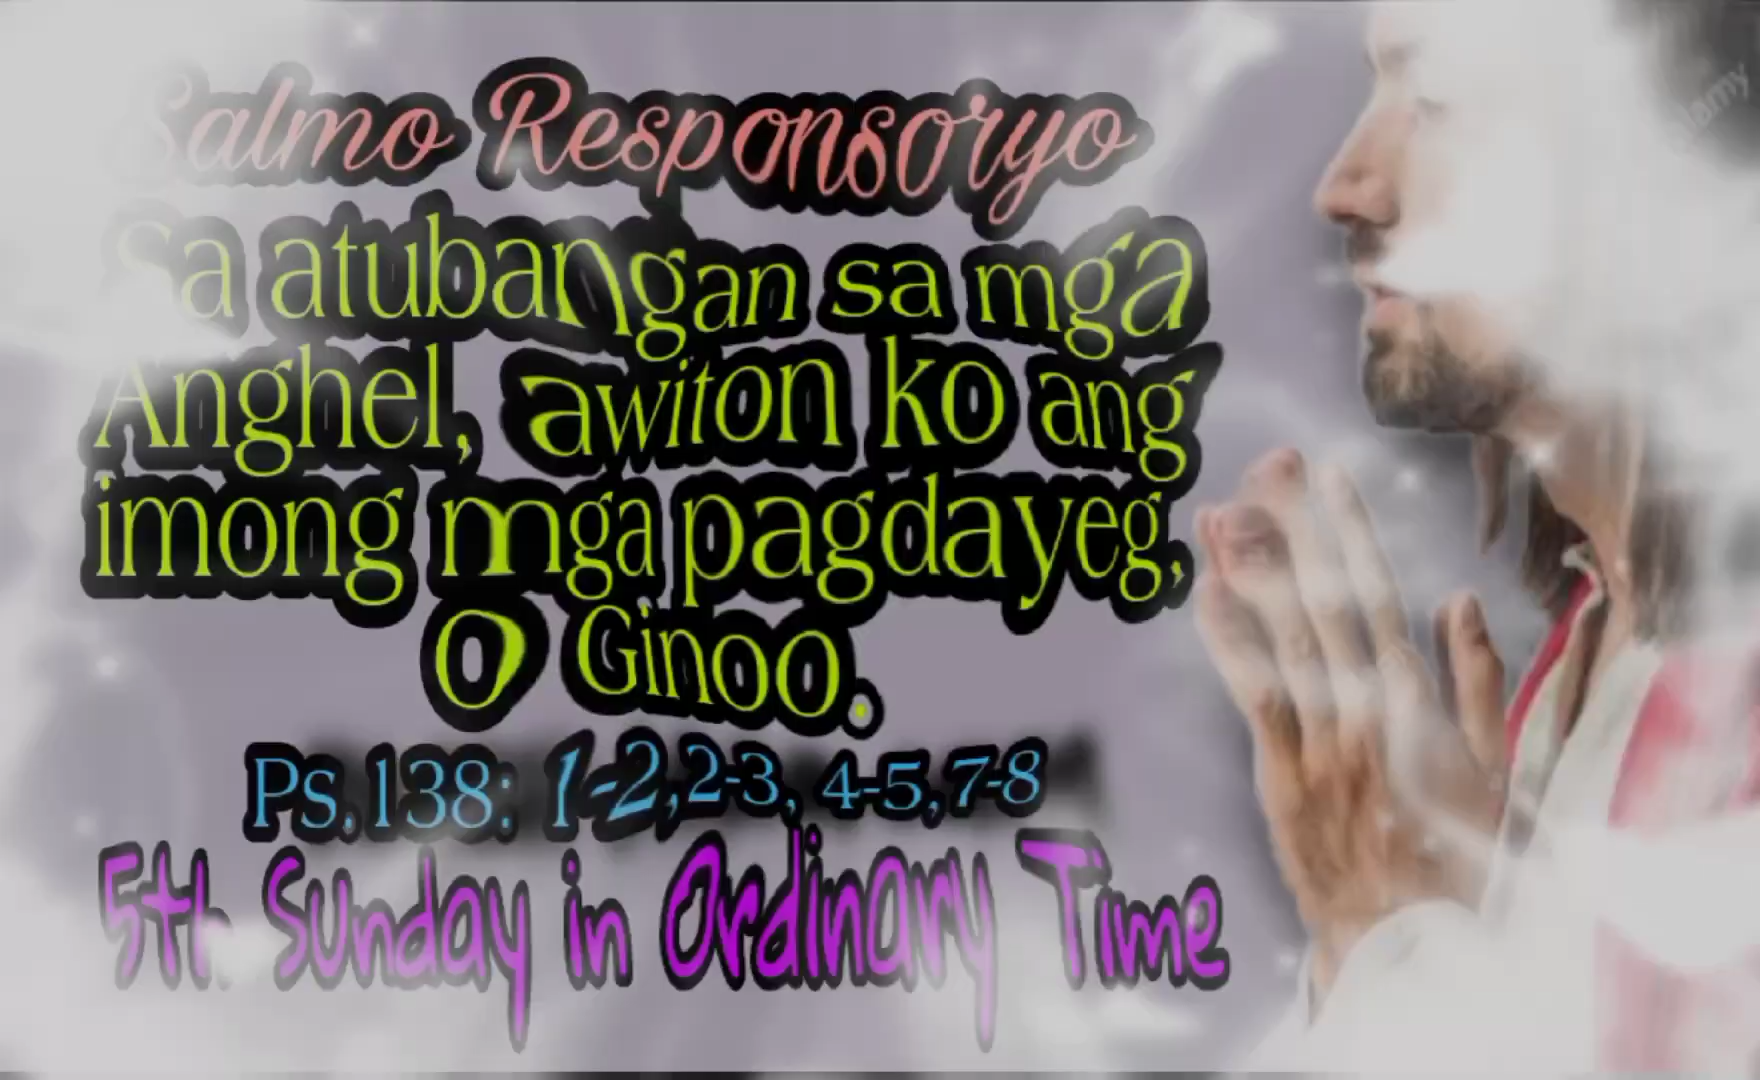 Salmo Responsoryo
Sa atubangan sa mga
Anghel, awiton ko ang
imong mga pagdayeg,
O Ginoo.
Ps.138: 1-2,2-3, 4-5,7-8
5th Sunday in Ordinary Time
alamy